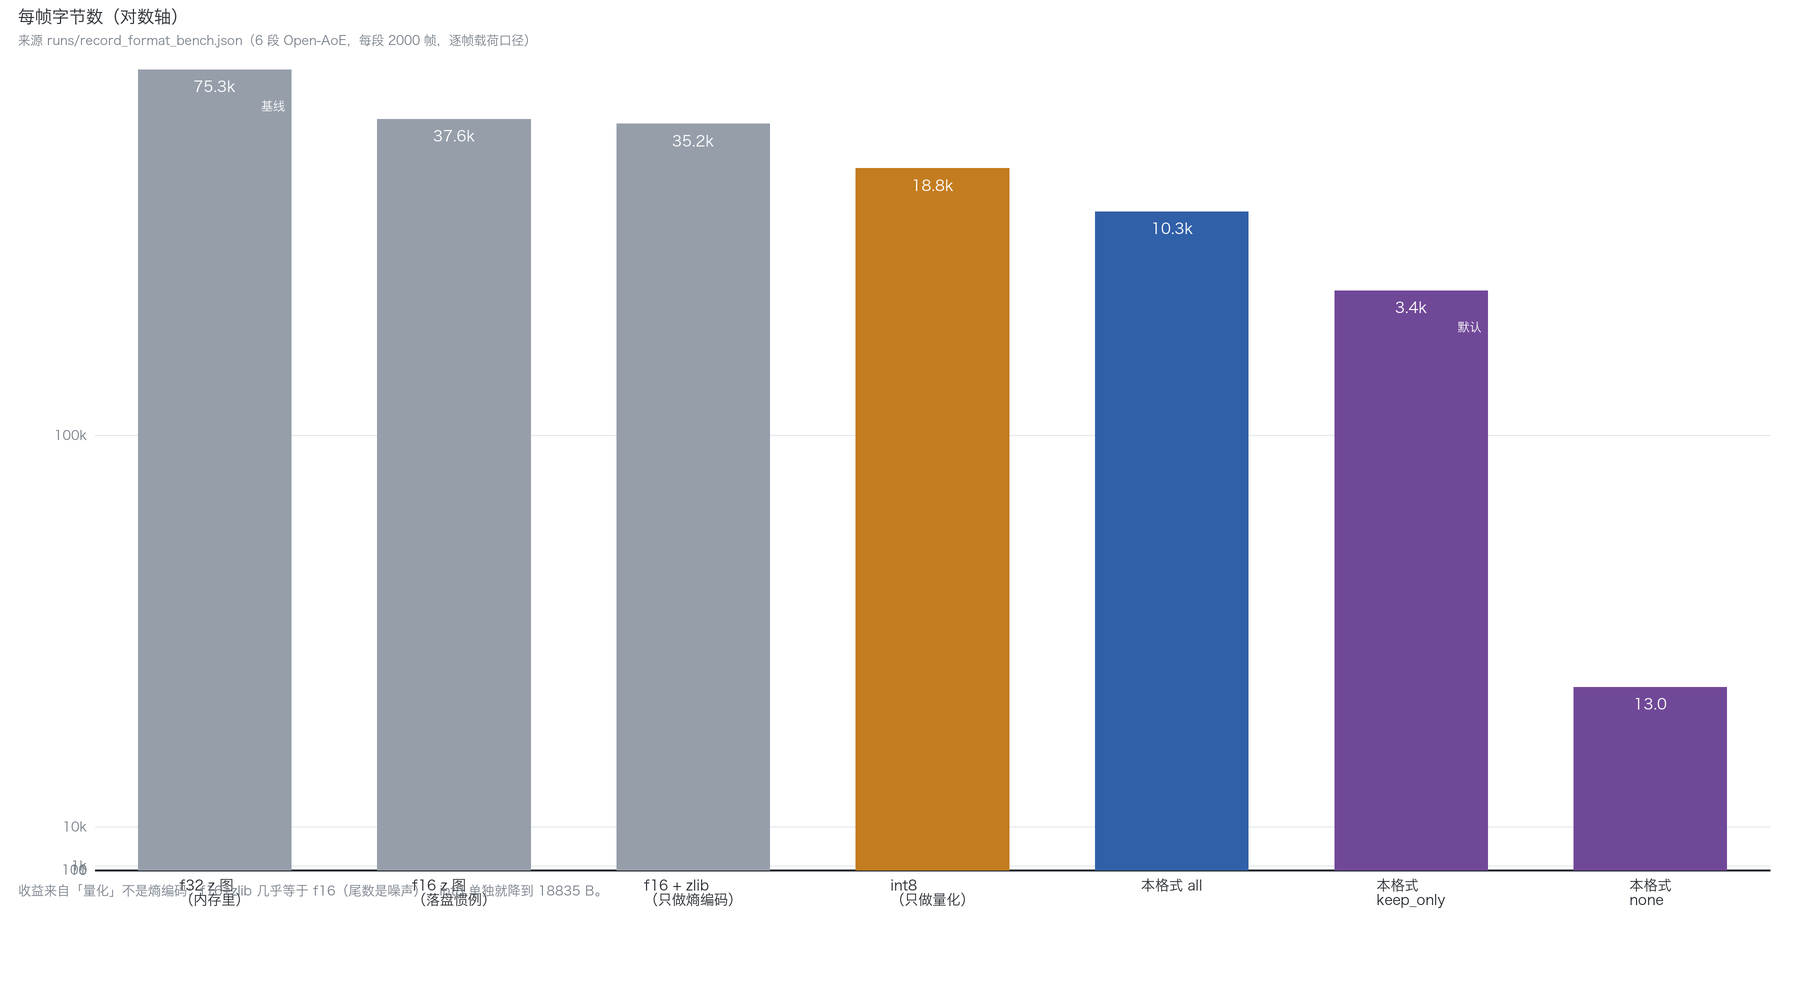 每帧字节数（对数轴）
来源 runs/record_format_bench.json（6 段 Open-AoE，每段 2000 帧，逐帧载荷口径）
75.3k
基线
37.6k
35.2k
18.8k
10.3k
3.4k
默认
13.0
100k
10k
1k
100
收益来自「量化」不是熵编码 f16+zlib 几乎等于 f16（尾数是噪声） 单独就降到 18835 B。
f32 z 图
（内存里）
f16 z 图
（落盘惯例）
f16 + zlib
（只做熵编码）
int8
（只做量化）
本格式 all
本格式
keep_only
本格式
none